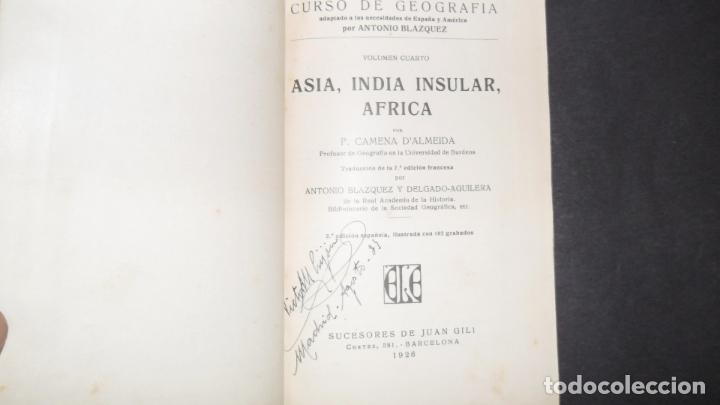 CURSO DE GEOGRAFIA
adaptado a las necesidades de España y América
por ANTONIO BLAZQUEZ
VOLUMEN CUARTO
ASIA, INDIA INSULAR,
AFRICA
POR
P. CAMENA D'ALMEIDA
Profesor de Geografía en la Universidad de Burdeos
Traducción de la 7.ª edición francesa
por
ANTONIO BLAZQUEZ Y DELGADO-AGUILERA
de la Real Academia de la Historia.
Bibliotecario de la Sociedad Geográfica, etc.
2.ª edición española, ilustrada con 162 grabados
Madrid - Agosto - 83
SUCESORES DE JUAN GILI
CORTES, 581. - BARCELONA
1926
todocoleccion